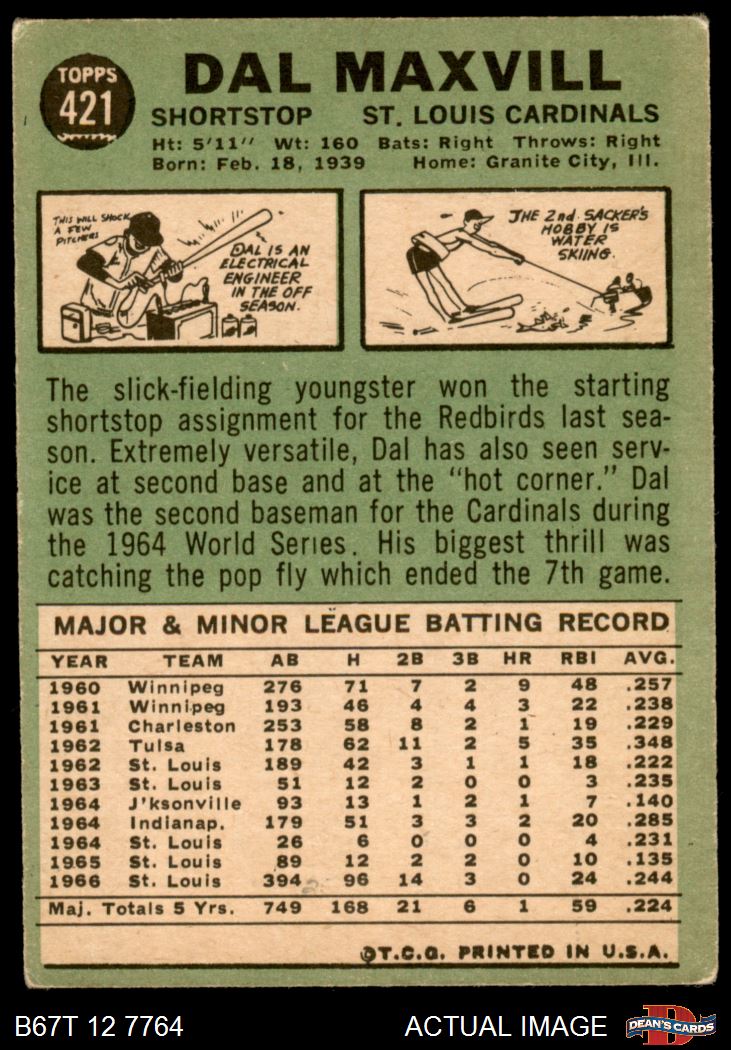 TOPPS
421
DAL MAXVILL
SHORTSTOP ST. LOUIS CARDINALS
Ht: 5'11" Wt: 160 Bats: Right Throws: Right
Born: Feb. 18, 1939 Home: Granite City, Ill.
THIS WILL SHOCK
A FEW
PITCHERS
DAL IS AN
ELECTRICAL
ENGINEER
IN THE OFF
SEASON.
THE 2nd SACKER'S
HOBBY IS
WATER
SKIING.
The slick-fielding youngster won the starting
shortstop assignment for the Redbirds last sea-
son. Extremely versatile, Dal has also seen serv-
ice at second base and at the "hot corner." Dal
was the second baseman for the Cardinals during
the 1964 World Series. His biggest thrill was
catching the pop fly which ended the 7th game.
MAJOR & MINOR LEAGUE BATTING RECORD
YEAR TEAM AB H 2B 3B HR RBI AVG.
1960 Winnipeg 276 71 7 2 9 48 .257
1961 Winnipeg 193 46 4 4 3 22 .238
1961 Charleston 253 58 8 2 1 19 .229
1962 Tulsa 178 62 11 2 5 35 .348
1962 St. Louis 189 42 3 1 1 18 .222
1963 St. Louis 51 12 2 0 0 3 .235
1964 J'ksonville 93 13 1 2 1 7 .140
1964 Indianap. 179 51 3 3 2 20 .285
1964 St. Louis 26 6 0 0 0 4 .231
1965 St. Louis 89 12 2 2 0 10 .135
1966 St. Louis 394 96 14 3 0 24 .244
Maj. Totals 5 Yrs. 749 168 21 6 1 59 .224
©T.C.G. PRINTED IN U.S.A.
B67T 12 7764 ACTUAL IMAGE
D
DEAN'S CARDS